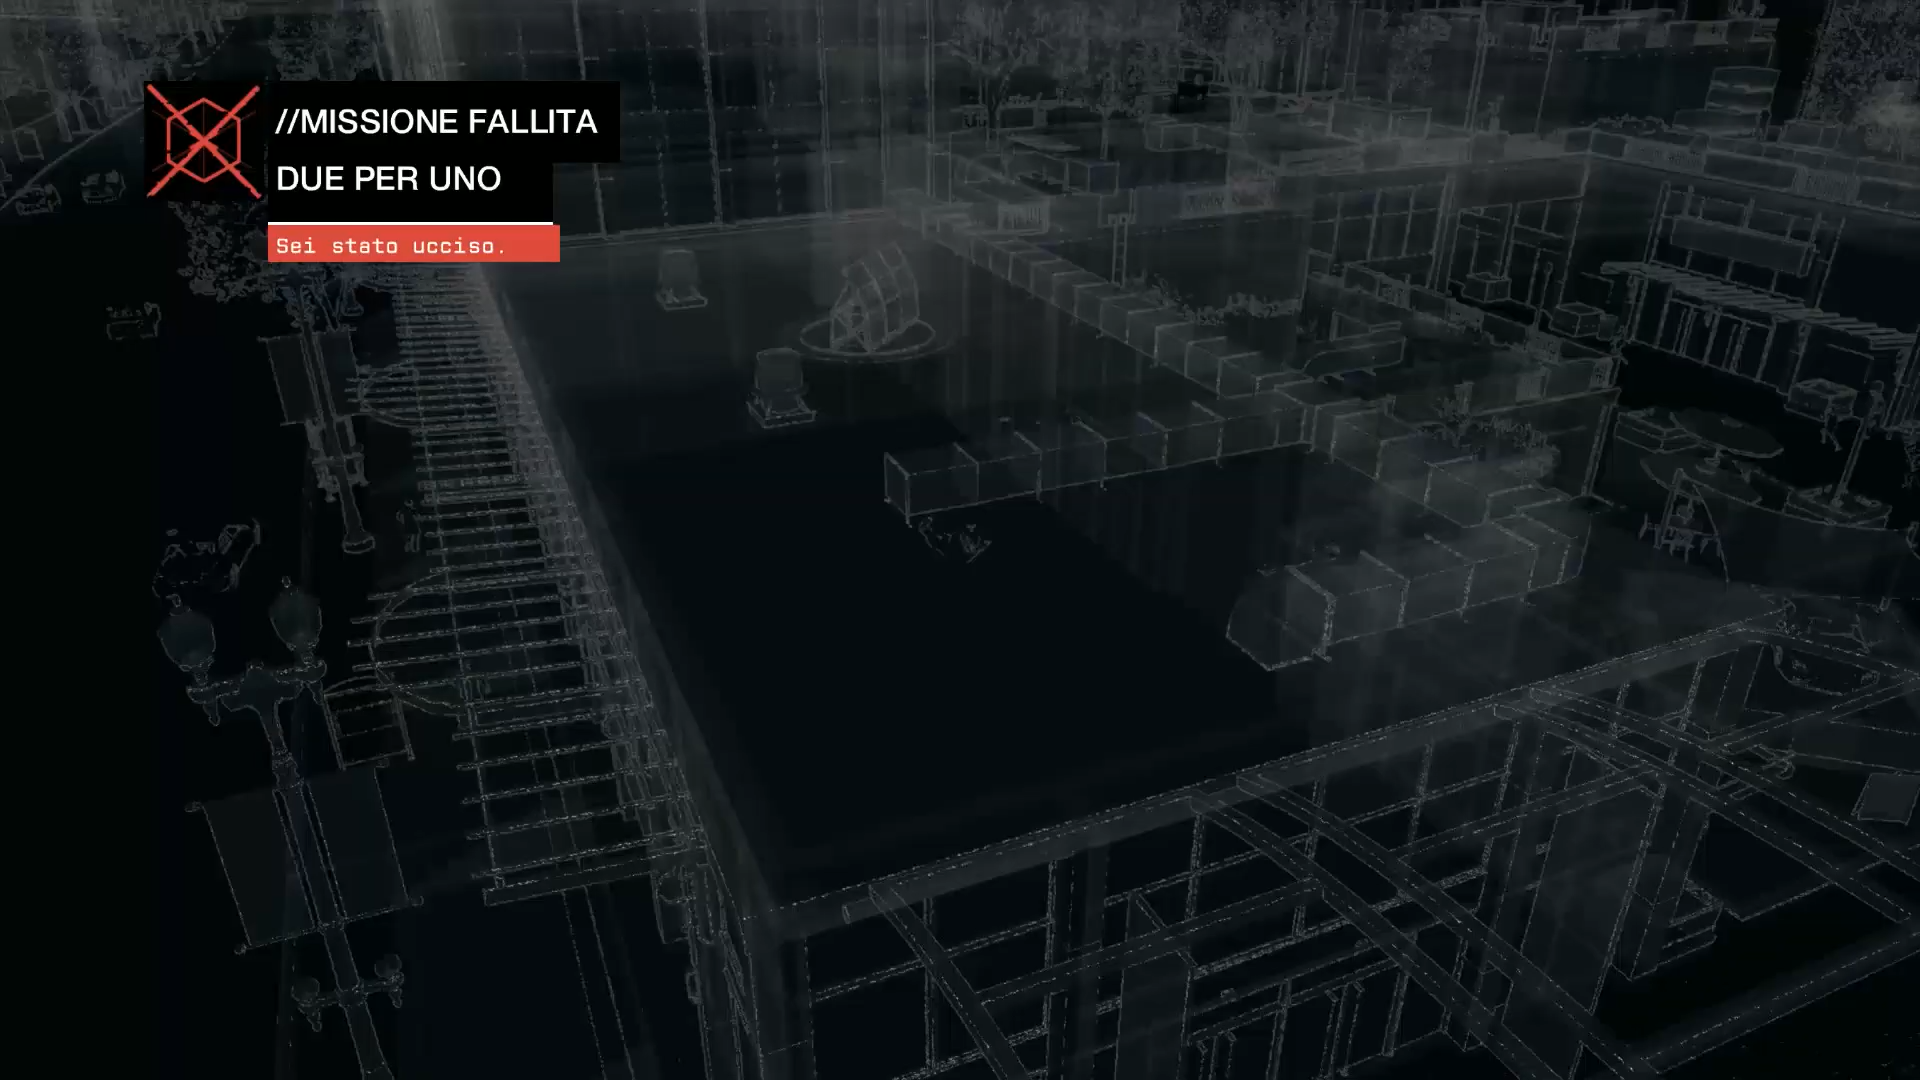 //MISSIONE FALLITA
DUE PER UNO
Sei stato ucciso.